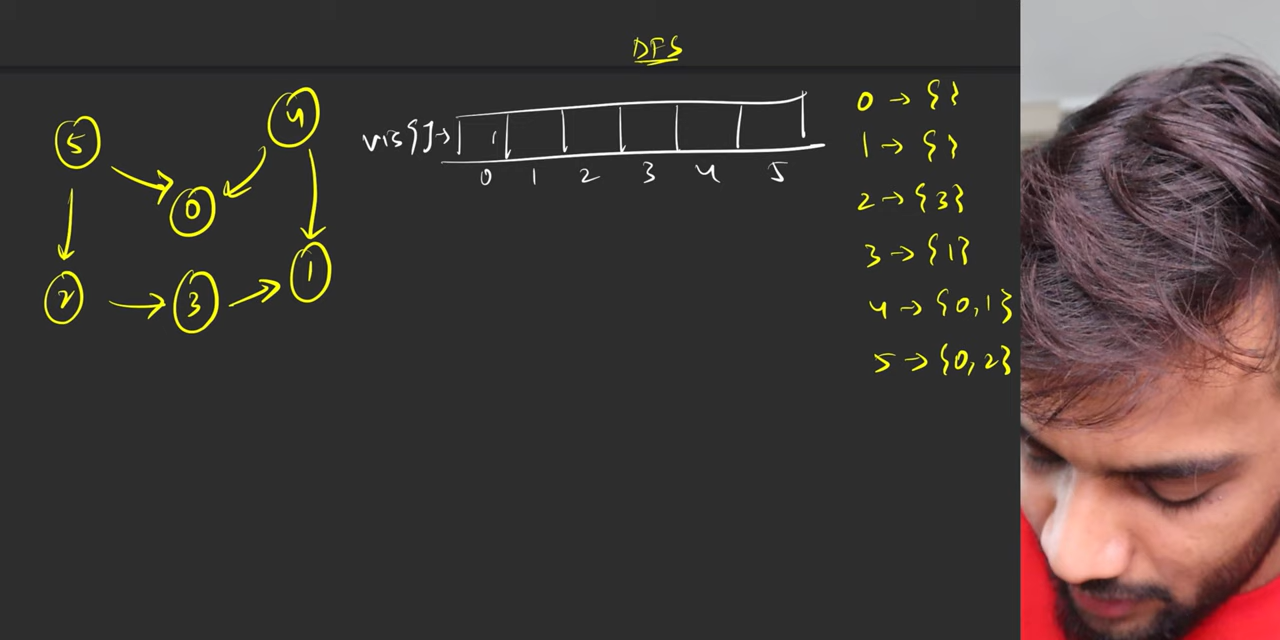 DFS
5
4
0
2
3
1
vis[] →
1
0 1 2 3 4 5
0 → { }
1 → { }
2 → {3}
3 → {1}
4 → {0,1}
5 → {0,2}